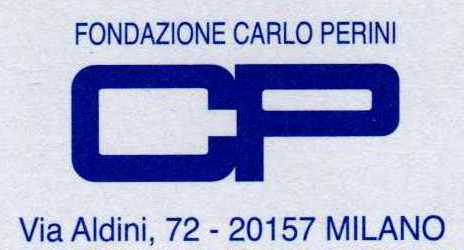 FONDAZIONE CARLO PERINI
CP
Via Aldini, 72 - 20157 MILANO